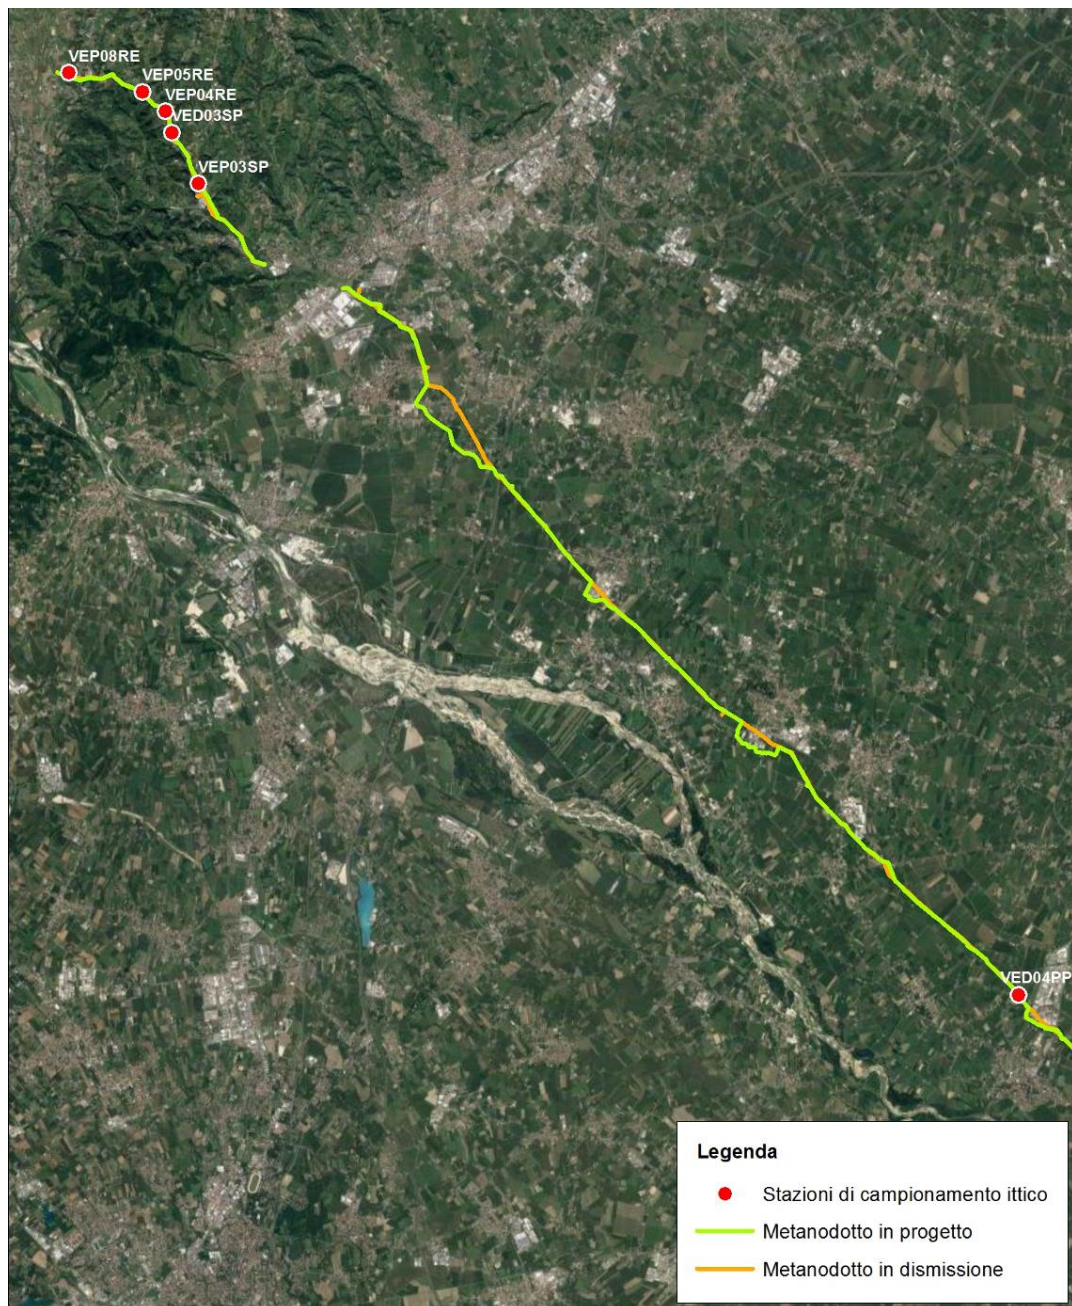 VEP08RE
VEP05RE
VEP04RE
VED03SP
VEP03SP
VED04PP
Legenda
Stazioni di campionamento ittico
Metanodotto in progetto
Metanodotto in dismissione